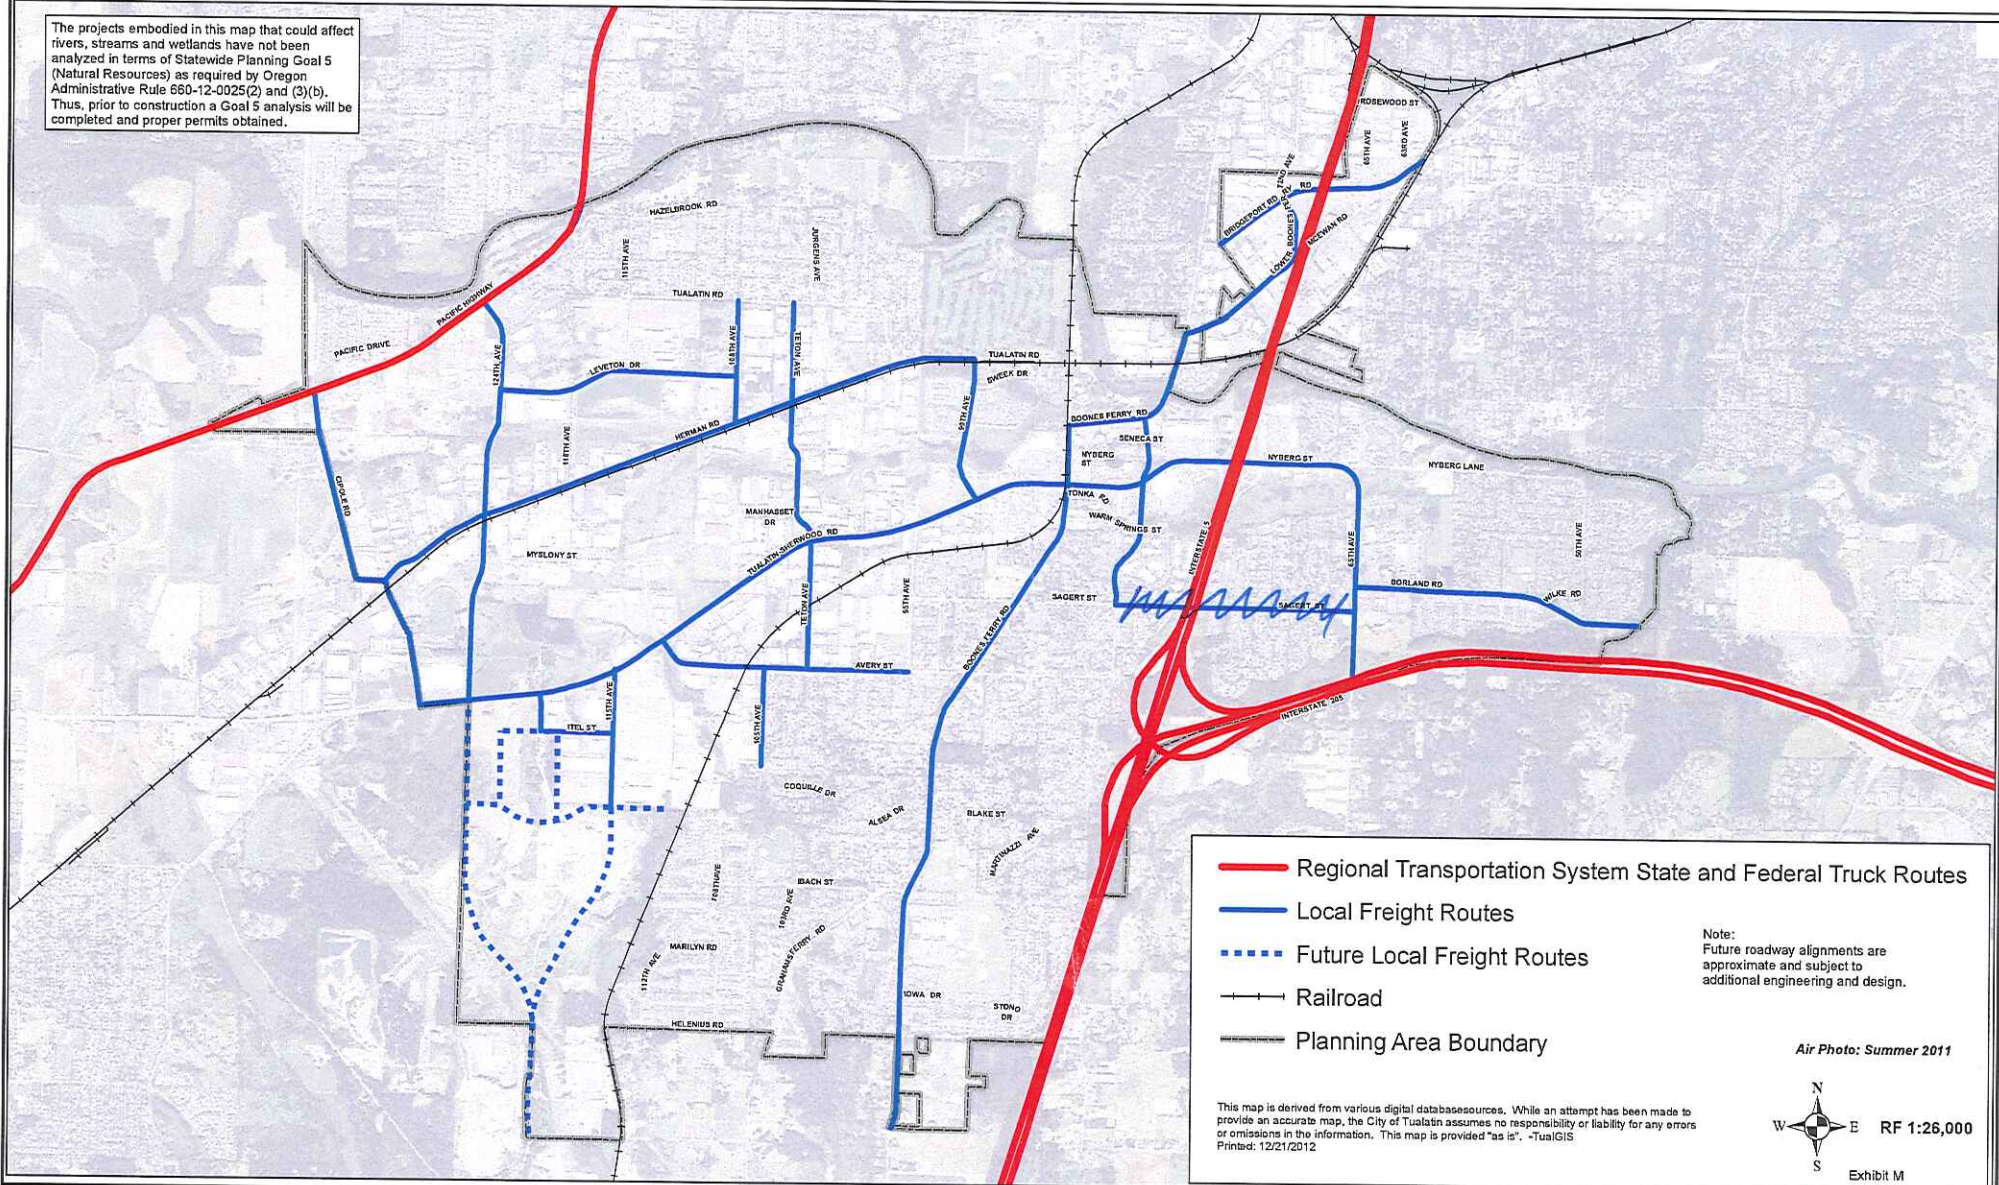 The projects embodied in this map that could affect
rivers, streams and wetlands have not been
analyzed in terms of Statewide Planning Goal 5
(Natural Resources) as required by Oregon
Administrative Rule 660-12-0025(2) and (3)(b).
Thus, prior to construction a Goal 5 analysis will be
completed and proper permits obtained.
ROSEWOOD ST
65TH AVE
63RD AVE
72ND AVE
BRIDGEPORT RD
LOWER BOONES FERRY RD
MCEWAN RD
HAZELBROOK RD
115TH AVE
JURGENS AVE
TUALATIN RD
PACIFIC HIGHWAY
PACIFIC DRIVE
124TH AVE
LEVETON DR
108TH AVE
TETON AVE
TUALATIN RD
SWEEK DR
90TH AVE
BOONES FERRY RD
SENECA ST
NYBERG
ST
NYBERG ST
NYBERG LANE
HERMAN RD
118TH AVE
CIPOLE RD
MANHASSET
DR
TONKA RD
WARM SPRINGS ST
TUALATIN-SHERWOOD RD
MYSLONY ST
INTERSTATE 5
65TH AVE
50TH AVE
BORLAND RD
WILKE RD
SAGERT ST
SAGERT ST
TETON AVE
95TH AVE
BOONES FERRY RD
AVERY ST
115TH AVE
105TH AVE
ITEL ST
INTERSTATE 205
COQUILLE DR
ALSEA DR
BLAKE ST
MARTINAZZI AVE
108TH AVE
IBACH ST
103RD AVE
GRAHAMS FERRY RD
MARILYN RD
112TH AVE
IOWA DR
STONO
DR
HELENIUS RD
Regional Transportation System State and Federal Truck Routes
Local Freight Routes
Future Local Freight Routes
Railroad
Planning Area Boundary
Note:
Future roadway alignments are
approximate and subject to
additional engineering and design.
Air Photo: Summer 2011
N
W E
S
RF 1:26,000
This map is derived from various digital databasesources. While an attempt has been made to
provide an accurate map, the City of Tualatin assumes no responsibility or liability for any errors
or omissions in the information. This map is provided "as is". -TualGIS
Printed: 12/21/2012
Exhibit M